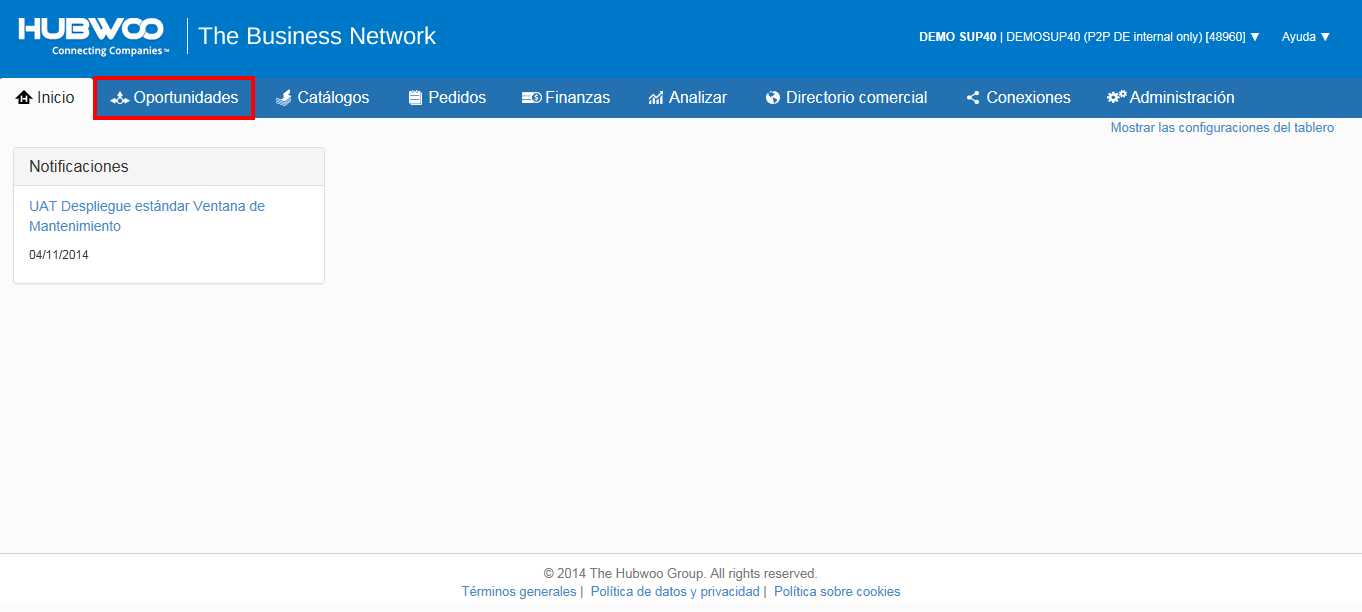 HUBWOO
Connecting Companies™
The Business Network
DEMO SUP40 | DEMOSUP40 (P2P DE internal only) [48960] ▼
Ayuda ▼
Inicio
Oportunidades
Catálogos
Pedidos
Finanzas
Analizar
Directorio comercial
Conexiones
Administración
Mostrar las configuraciones del tablero
Notificaciones
UAT Despliegue estándar Ventana de
Mantenimiento
04/11/2014
© 2014 The Hubwoo Group. All rights reserved.
Términos generales | Política de datos y privacidad | Política sobre cookies